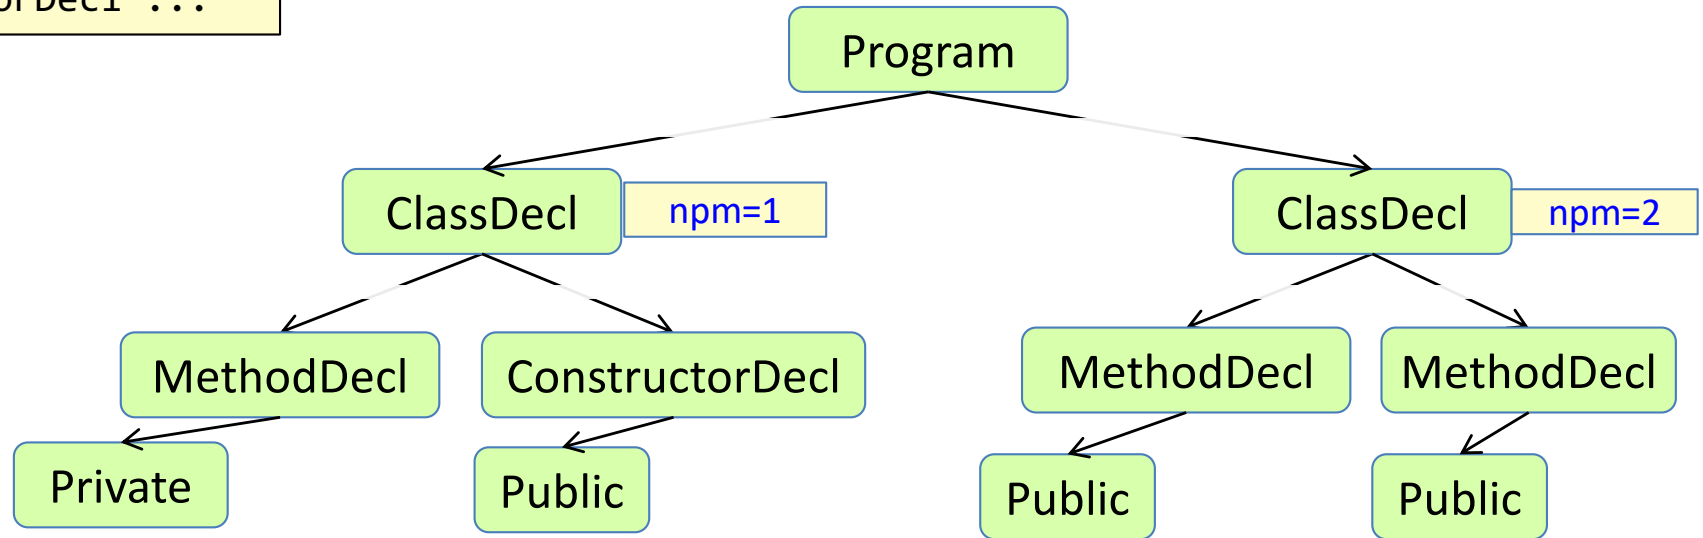 ...
Program
ClassDecl
npm=1
ClassDecl
npm=2
MethodDecl
ConstructorDecl
MethodDecl
MethodDecl
Private
Public
Public
Public